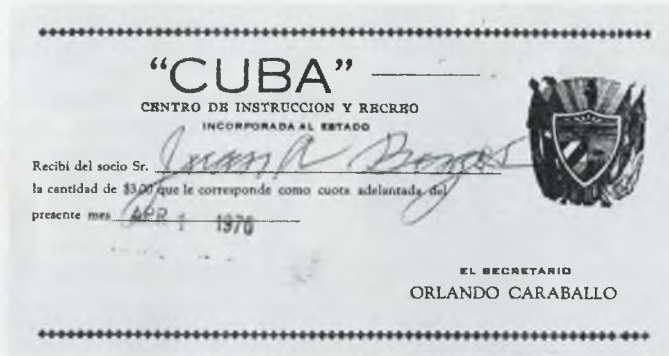 “CUBA”
CENTRO DE INSTRUCCION Y RECREO
INCORPORADA AL ESTADO
Recibí del socio Sr. Juan A
la cantidad de $3.00 que le corresponde como cuota adelantada del
presente mes APR 1 1970
EL SECRETARIO
ORLANDO CARABALLO